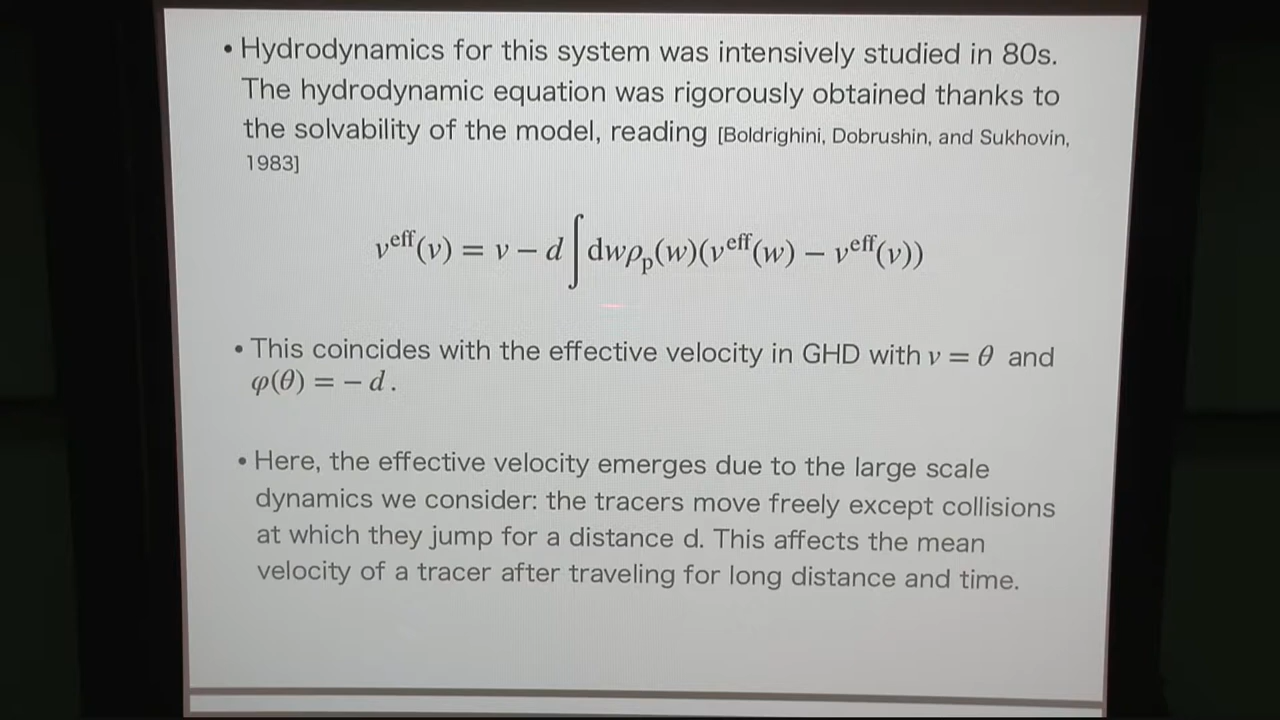 • Hydrodynamics for this system was intensively studied in 80s.
The hydrodynamic equation was rigorously obtained thanks to
the solvability of the model, reading [Boldrighini, Dobrushin, and Sukhovin,
1983]
v^eff(v) = v − d ∫ dwρ_p(w)(v^eff(w) − v^eff(v))
• This coincides with the effective velocity in GHD with v = θ and
φ(θ) = − d .
• Here, the effective velocity emerges due to the large scale
dynamics we consider: the tracers move freely except collisions
at which they jump for a distance d. This affects the mean
velocity of a tracer after traveling for long distance and time.